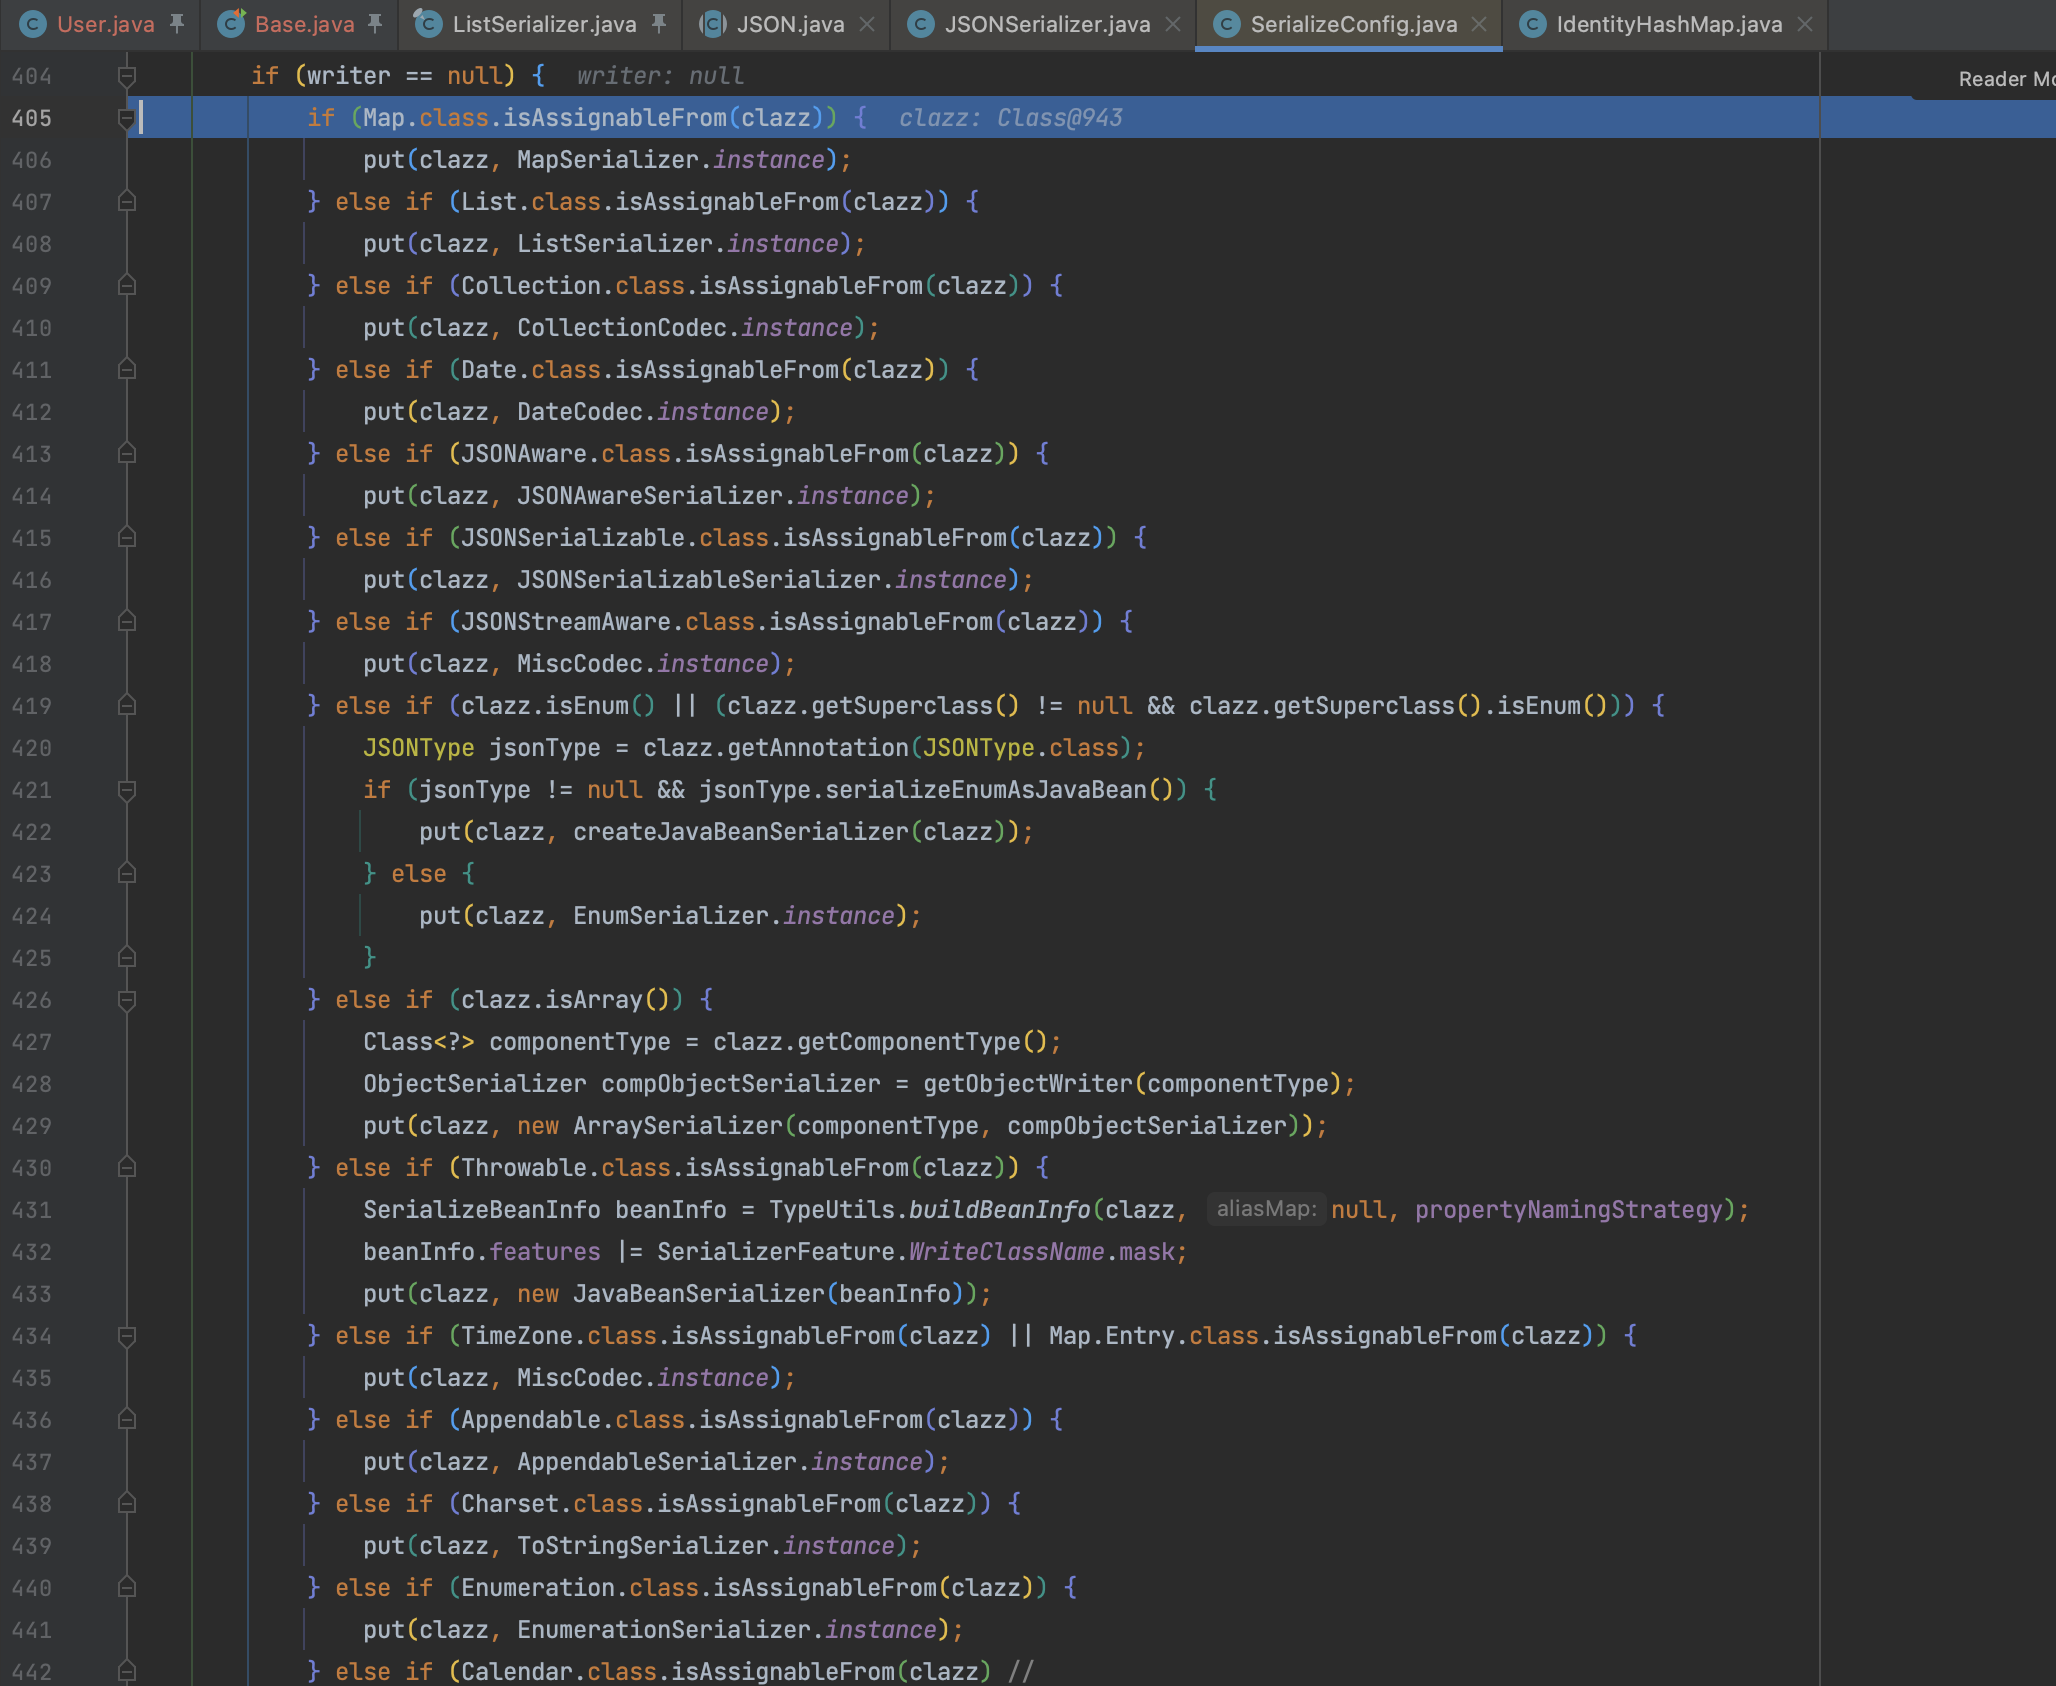 User.java Base.java ListSerializer.java JSON.java JSONSerializer.java SerializeConfig.java IdentityHashMap.java
Reader Mo
404 if (writer == null) { writer: null
405 if (Map.class.isAssignableFrom(clazz)) { clazz: Class@943
406 put(clazz, MapSerializer.instance);
407 } else if (List.class.isAssignableFrom(clazz)) {
408 put(clazz, ListSerializer.instance);
409 } else if (Collection.class.isAssignableFrom(clazz)) {
410 put(clazz, CollectionCodec.instance);
411 } else if (Date.class.isAssignableFrom(clazz)) {
412 put(clazz, DateCodec.instance);
413 } else if (JSONAware.class.isAssignableFrom(clazz)) {
414 put(clazz, JSONAwareSerializer.instance);
415 } else if (JSONSerializable.class.isAssignableFrom(clazz)) {
416 put(clazz, JSONSerializableSerializer.instance);
417 } else if (JSONStreamAware.class.isAssignableFrom(clazz)) {
418 put(clazz, MiscCodec.instance);
419 } else if (clazz.isEnum() || (clazz.getSuperclass() != null && clazz.getSuperclass().isEnum())) {
420 JSONType jsonType = clazz.getAnnotation(JSONType.class);
421 if (jsonType != null && jsonType.serializeEnumAsJavaBean()) {
422 put(clazz, createJavaBeanSerializer(clazz));
423 } else {
424 put(clazz, EnumSerializer.instance);
425 }
426 } else if (clazz.isArray()) {
427 Class<?> componentType = clazz.getComponentType();
428 ObjectSerializer compObjectSerializer = getObjectWriter(componentType);
429 put(clazz, new ArraySerializer(componentType, compObjectSerializer));
430 } else if (Throwable.class.isAssignableFrom(clazz)) {
431 SerializeBeanInfo beanInfo = TypeUtils.buildBeanInfo(clazz, aliasMap: null, propertyNamingStrategy);
432 beanInfo.features |= SerializerFeature.WriteClassName.mask;
433 put(clazz, new JavaBeanSerializer(beanInfo));
434 } else if (TimeZone.class.isAssignableFrom(clazz) || Map.Entry.class.isAssignableFrom(clazz)) {
435 put(clazz, MiscCodec.instance);
436 } else if (Appendable.class.isAssignableFrom(clazz)) {
437 put(clazz, AppendableSerializer.instance);
438 } else if (Charset.class.isAssignableFrom(clazz)) {
439 put(clazz, ToStringSerializer.instance);
440 } else if (Enumeration.class.isAssignableFrom(clazz)) {
441 put(clazz, EnumerationSerializer.instance);
442 } else if (Calendar.class.isAssignableFrom(clazz) //